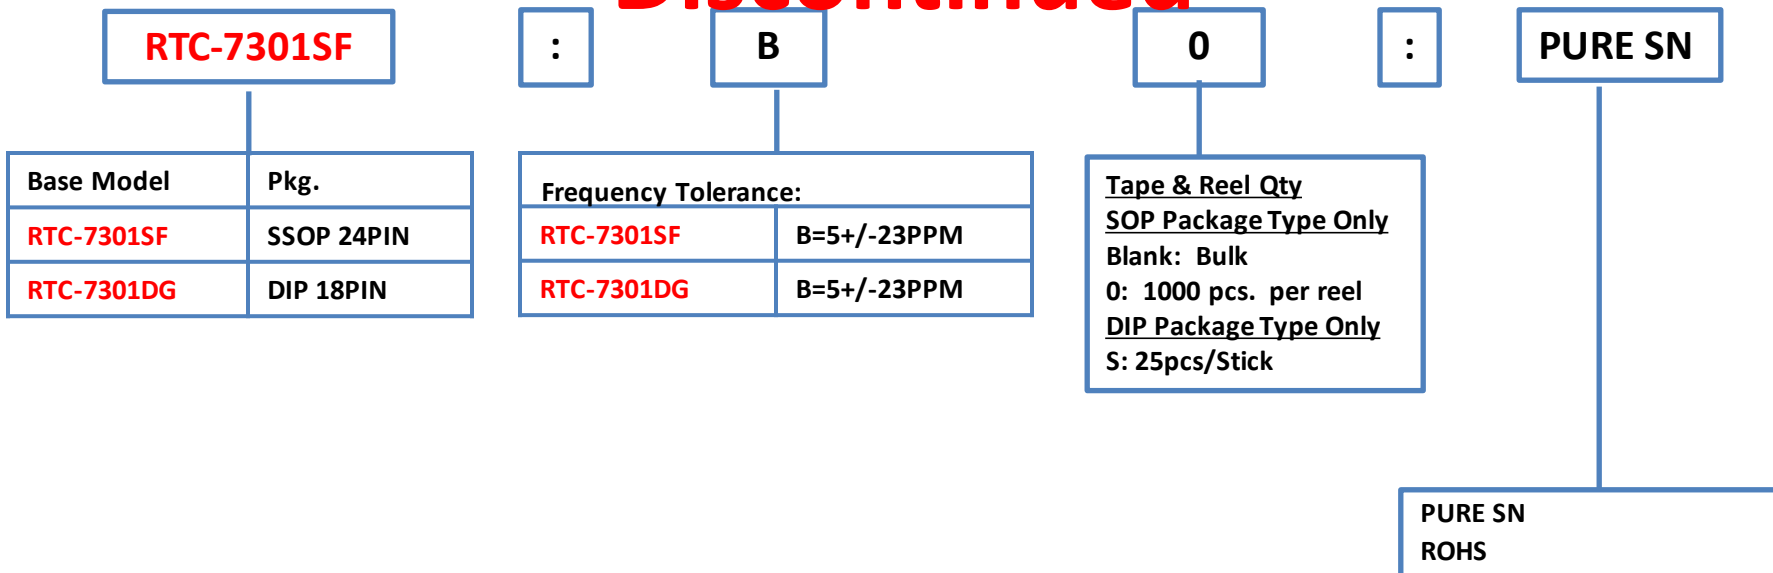 Discontinued
RTC-7301SF : B 0 : PURE SN
Base Model Pkg.
RTC-7301SF SSOP 24PIN
RTC-7301DG DIP 18PIN
Frequency Tolerance:
RTC-7301SF B=5+/-23PPM
RTC-7301DG B=5+/-23PPM
Tape & Reel Qty
SOP Package Type Only
Blank: Bulk
0: 1000 pcs. per reel
DIP Package Type Only
S: 25pcs/Stick
PURE SN
ROHS